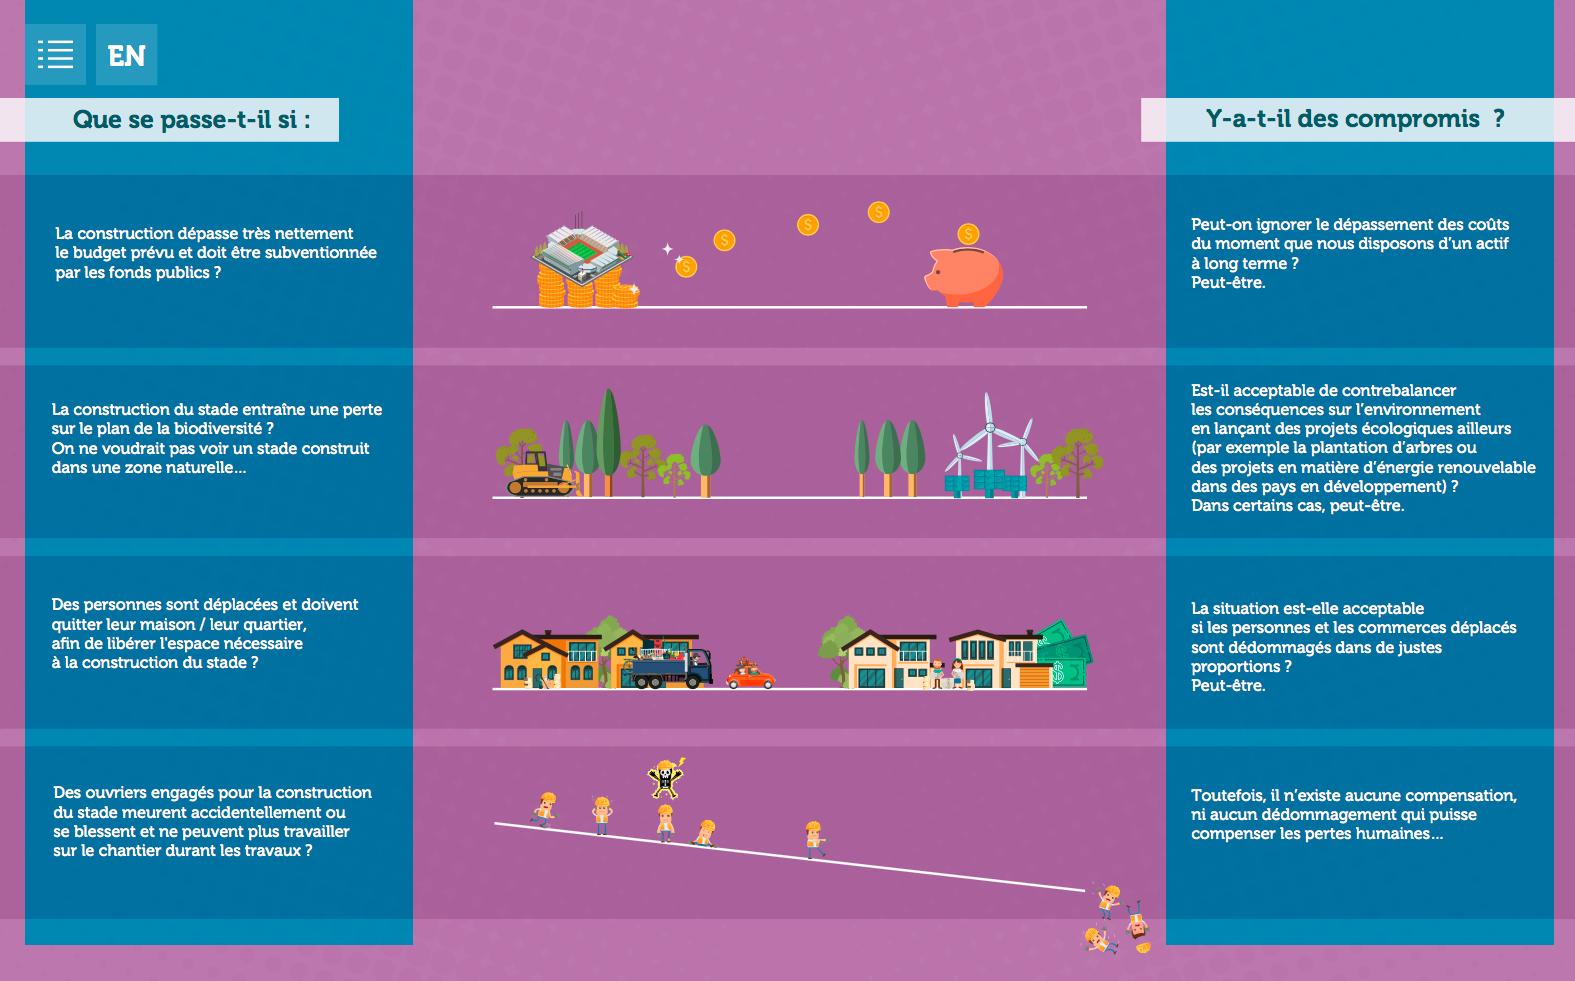 EN
Que se passe-t-il si :
Y-a-t-il des compromis ?
La construction dépasse très nettement
le budget prévu et doit être subventionnée
par les fonds publics ?
Peut-on ignorer le dépassement des coûts
du moment que nous disposons d'un actif
à long terme ?
Peut-être.
La construction du stade entraîne une perte
sur le plan de la biodiversité ?
On ne voudrait pas voir un stade construit
dans une zone naturelle...
Est-il acceptable de contrebalancer
les conséquences sur l'environnement
en lançant des projets écologiques ailleurs
(par exemple la plantation d'arbres ou
des projets en matière d'énergie renouvelable
dans des pays en développement) ?
Dans certains cas, peut-être.
Des personnes sont déplacées et doivent
quitter leur maison / leur quartier,
afin de libérer l'espace nécessaire
à la construction du stade ?
La situation est-elle acceptable
si les personnes et les commerces déplacés
sont dédommagés dans de justes
proportions ?
Peut-être.
Des ouvriers engagés pour la construction
du stade meurent accidentellement ou
se blessent et ne peuvent plus travailler
sur le chantier durant les travaux ?
Toutefois, il n'existe aucune compensation,
ni aucun dédommagement qui puisse
compenser les pertes humaines...